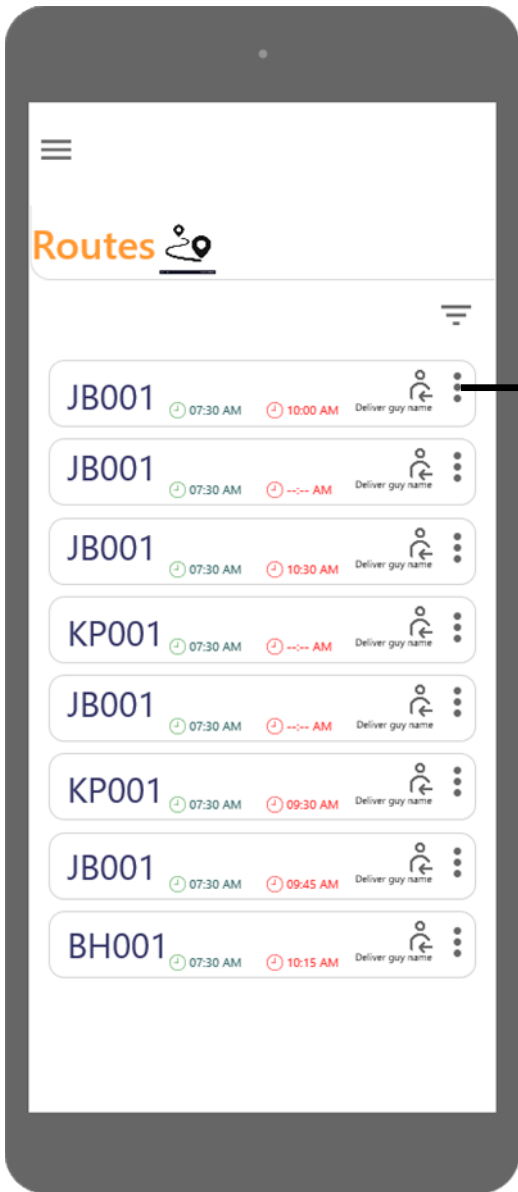 Routes
JB001 07:30 AM 10:00 AM Deliver guy name
JB001 07:30 AM --:-- AM Deliver guy name
JB001 07:30 AM 10:30 AM Deliver guy name
KP001 07:30 AM --:-- AM Deliver guy name
JB001 07:30 AM --:-- AM Deliver guy name
KP001 07:30 AM 09:30 AM Deliver guy name
JB001 07:30 AM 09:45 AM Deliver guy name
BH001 07:30 AM 10:15 AM Deliver guy name